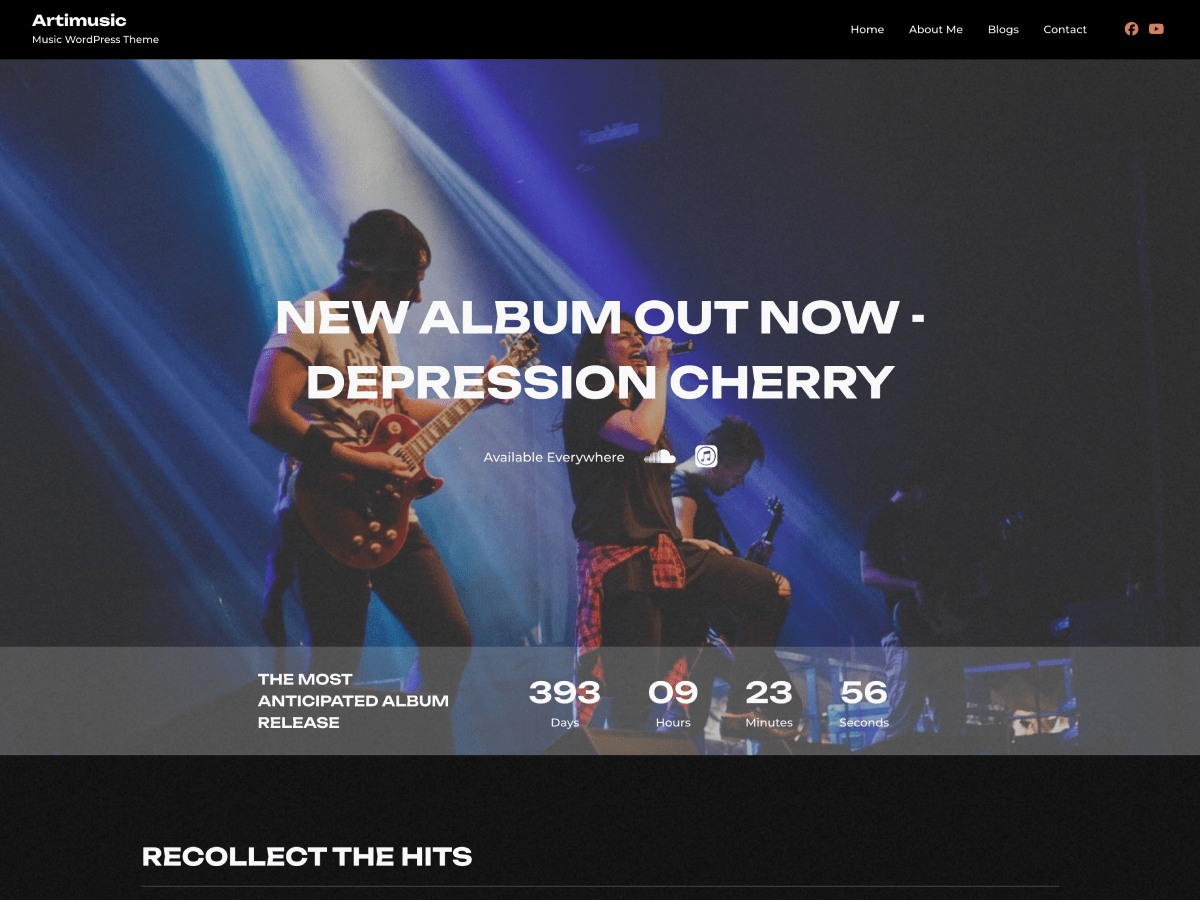 Artimusic
Music WordPress Theme
Home About Me Blogs Contact
NEW ALBUM OUT NOW -
DEPRESSION CHERRY
Available Everywhere
THE MOST
ANTICIPATED ALBUM
RELEASE
393 09 23 56
Days Hours Minutes Seconds
RECOLLECT THE HITS